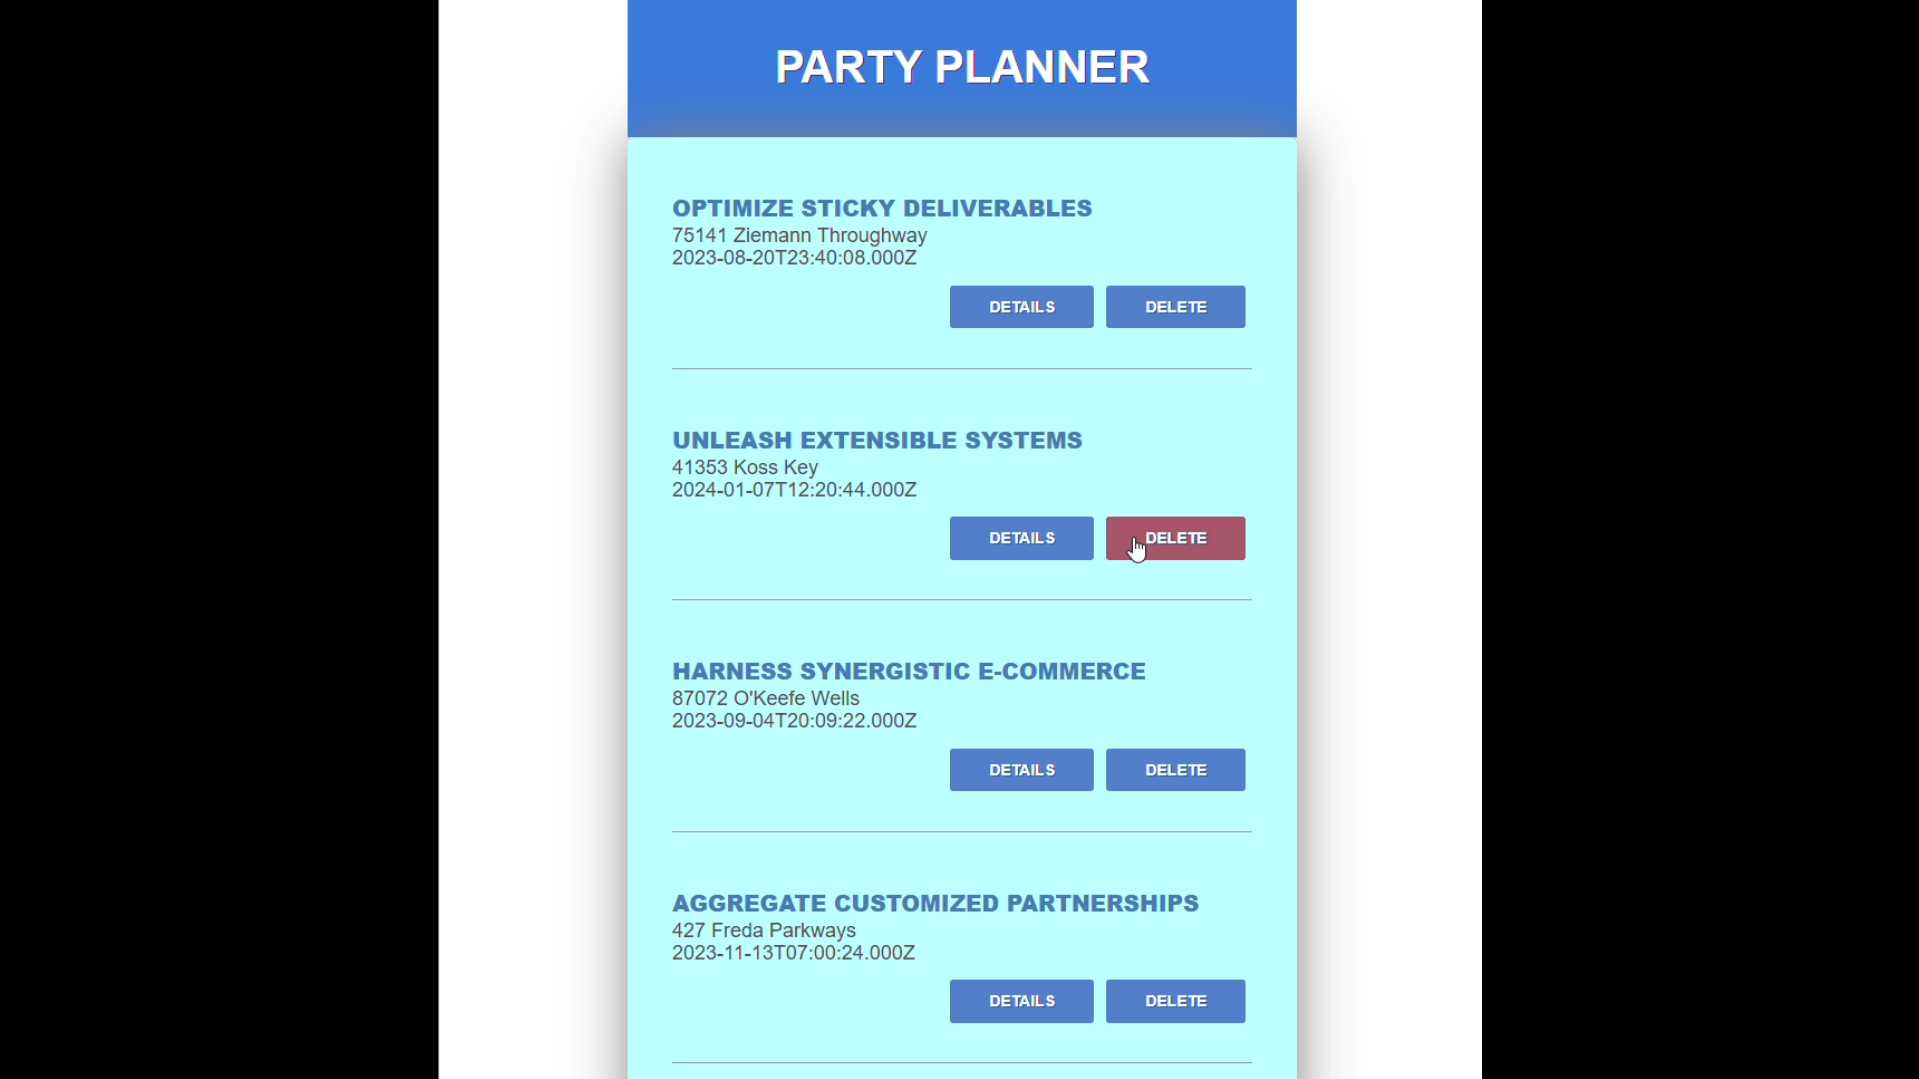 PARTY PLANNER
OPTIMIZE STICKY DELIVERABLES
75141 Ziemann Throughway
2023-08-20T23:40:08.000Z
DETAILS DELETE
UNLEASH EXTENSIBLE SYSTEMS
41353 Koss Key
2024-01-07T12:20:44.000Z
DETAILS DELETE
HARNESS SYNERGISTIC E-COMMERCE
87072 O'Keefe Wells
2023-09-04T20:09:22.000Z
DETAILS DELETE
AGGREGATE CUSTOMIZED PARTNERSHIPS
427 Freda Parkways
2023-11-13T07:00:24.000Z
DETAILS DELETE